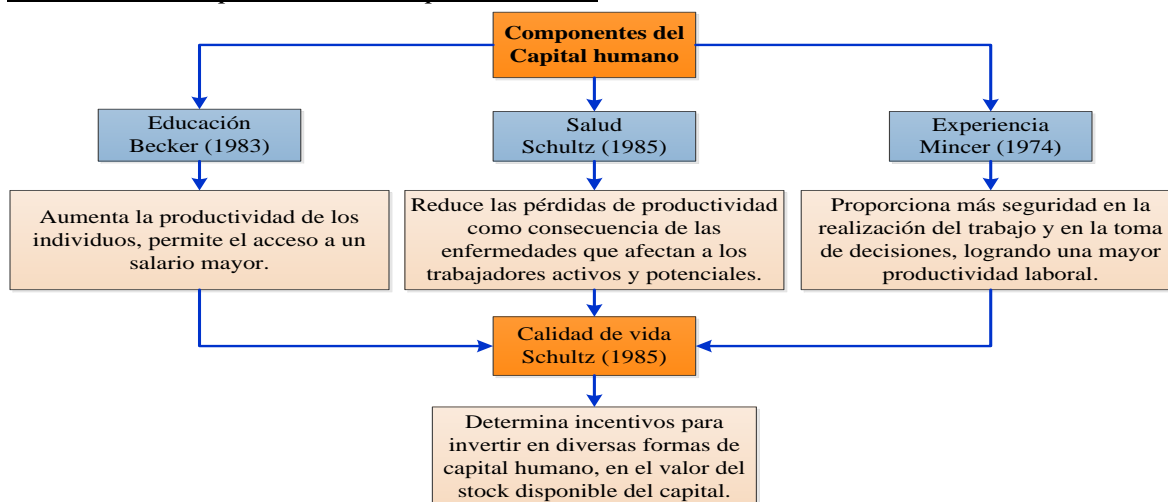 Componentes del
Capital humano
Educación
Becker (1983)
Salud
Schultz (1985)
Experiencia
Mincer (1974)
Aumenta la productividad de los
individuos, permite el acceso a un
salario mayor.
Reduce las pérdidas de productividad
como consecuencia de las
enfermedades que afectan a los
trabajadores activos y potenciales.
Proporciona más seguridad en la
realización del trabajo y en la toma
de decisiones, logrando una mayor
productividad laboral.
Calidad de vida
Schultz (1985)
Determina incentivos para
invertir en diversas formas de
capital humano, en el valor del
stock disponible del capital.